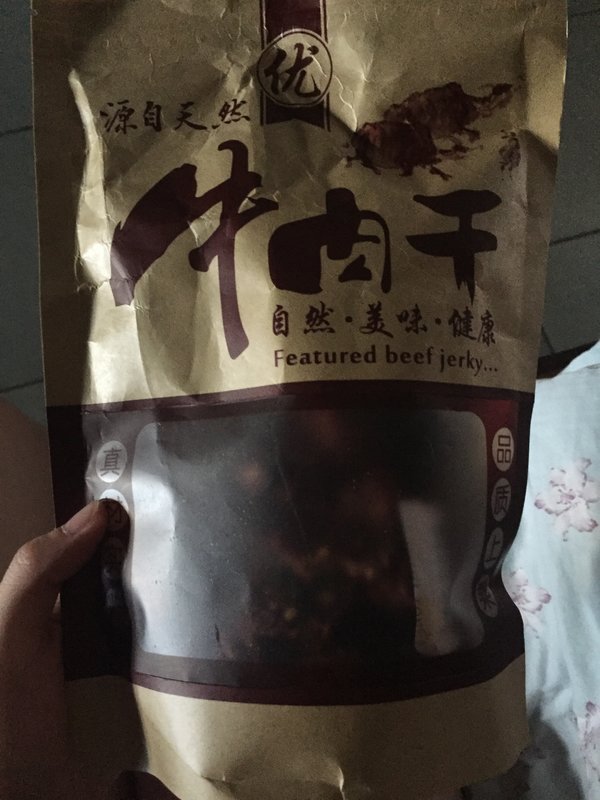 优
源自天然
牛肉干
自然·美味·健康
Featured beef jerky...
真
品质上